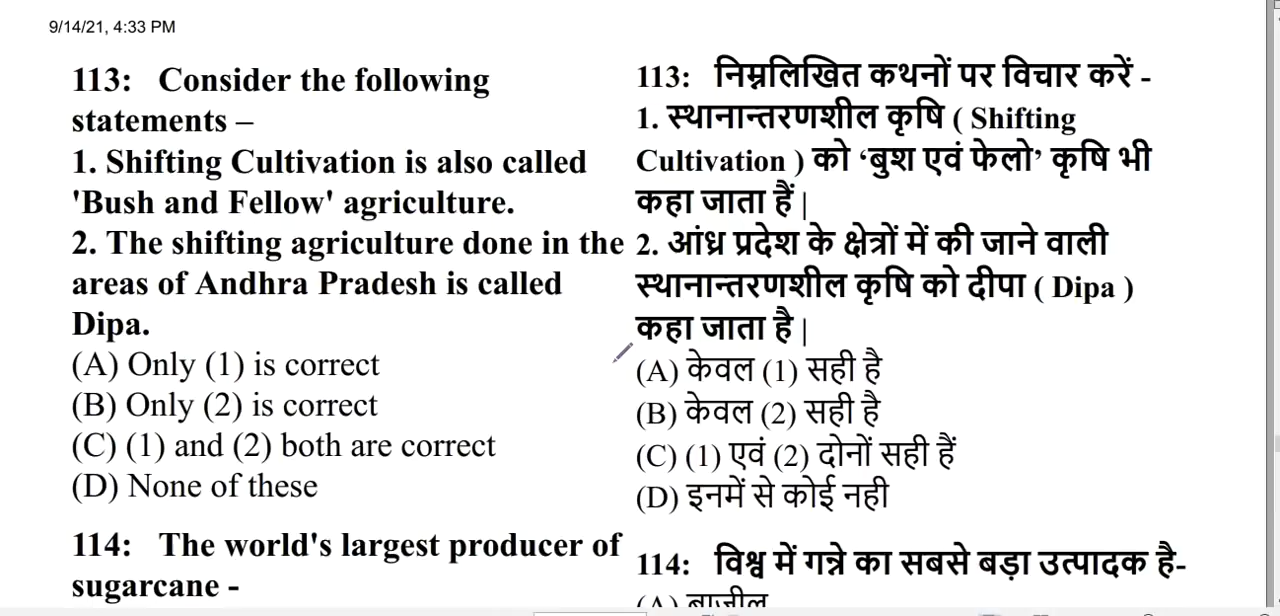 9/14/21, 4:33 PM
113: Consider the following
statements –
1. Shifting Cultivation is also called
'Bush and Fellow' agriculture.
2. The shifting agriculture done in the
areas of Andhra Pradesh is called
Dipa.
(A) Only (1) is correct
(B) Only (2) is correct
(C) (1) and (2) both are correct
(D) None of these
114: The world's largest producer of
sugarcane -
113: निम्नलिखित कथनों पर विचार करें -
1. स्थानान्तरणशील कृषि ( Shifting
Cultivation ) को ‘बुश एवं फेलो’ कृषि भी
कहा जाता हैं |
2. आंध्र प्रदेश के क्षेत्रों में की जाने वाली
स्थानान्तरणशील कृषि को दीपा ( Dipa )
कहा जाता है |
(A) केवल (1) सही है
(B) केवल (2) सही है
(C) (1) एवं (2) दोनों सही हैं
(D) इनमें से कोई नही
114: विश्व में गन्ने का सबसे बड़ा उत्पादक है-
(A) ब्राजील